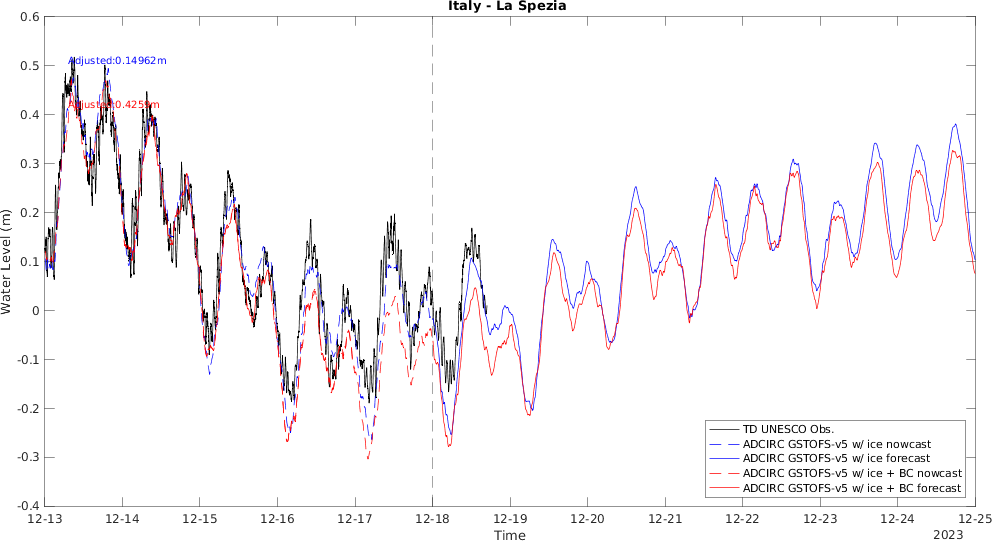 Italy - La Spezia
Water Level (m)
0.6
0.5
0.4
0.3
0.2
0.1
0
-0.1
-0.2
-0.3
-0.4
Adjusted:0.14962m
Adjusted:0.4259m
TD UNESCO Obs.
ADCIRC GSTOFS-v5 w/ ice nowcast
ADCIRC GSTOFS-v5 w/ ice forecast
ADCIRC GSTOFS-v5 w/ ice + BC nowcast
ADCIRC GSTOFS-v5 w/ ice + BC forecast
12-13 12-14 12-15 12-16 12-17 12-18 12-19 12-20 12-21 12-22 12-23 12-24 12-25
Time
2023